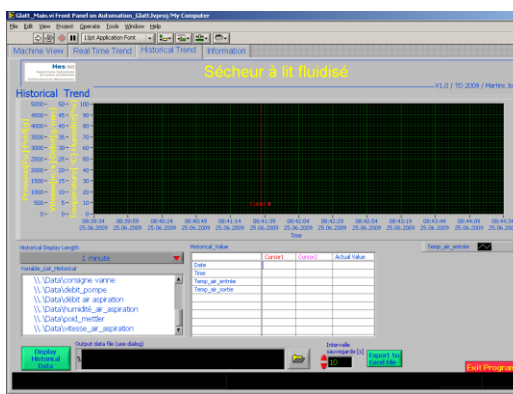 Glatt_Main.vi Front Panel on Automation_Glatt.lvproj/My Computer
File Edit View Project Operate Tools Window Help
13pt Application Font
Machine View Real Time Trend Historical Trend Information
Hes·so
Sécheur à lit fluidisé
V1.0 / TD 2009 / Martins Jo
Historical Trend
5000 50 100
4500 45 90
4000 40 80
3500 35 70
3000 30 60
2500 25 50
2000 20 40
1500 15 30
1000 10 20
500 5 10
0 0 0
Cursor
08:39:34 08:39:59 08:40:24 08:40:49 08:41:14 08:41:39 08:42:04 08:42:29 08:42:54 08:43:19 08:43:44 08:44:09 08:44:34
25.06.2009 25.06.2009 25.06.2009 25.06.2009 25.06.2009 25.06.2009 25.06.2009 25.06.2009 25.06.2009 25.06.2009 25.06.2009 25.06.2009 25.06.2009
Time
Historical Display Length
1 minute
Variable_List_Historical
\\.\Data\consigne vanne
\\.\Data\debit_pompe
\\.\Data\débit air aspiration
\\.\Data\humidité_air_aspiration
\\.\Data\poid_mettler
\\.\Data\vitesse_air_aspiration
Historical_Value
Cursor1 Cursor2 Actual Value
Date
Time
Temp_air_entrée
Temp_air_sortie
Temp_air_entrée
Display
Historical
Data
Output data file (use dialog)
Intervalle
sauvegarde [s]
10
Export to
Excel File
Exit Program